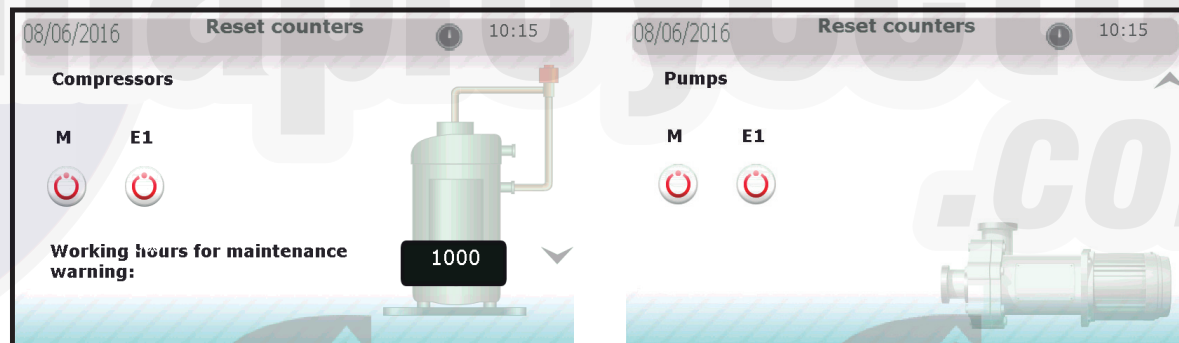 08/06/2016 Reset counters 10:15
Compressors
M E1
Working hours for maintenance
warning:
1000
08/06/2016 Reset counters 10:15
Pumps
M E1
.co